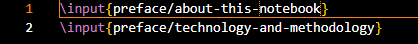 1 \input{preface/about-this-notebook}
2 \input{preface/technology-and-methodology}